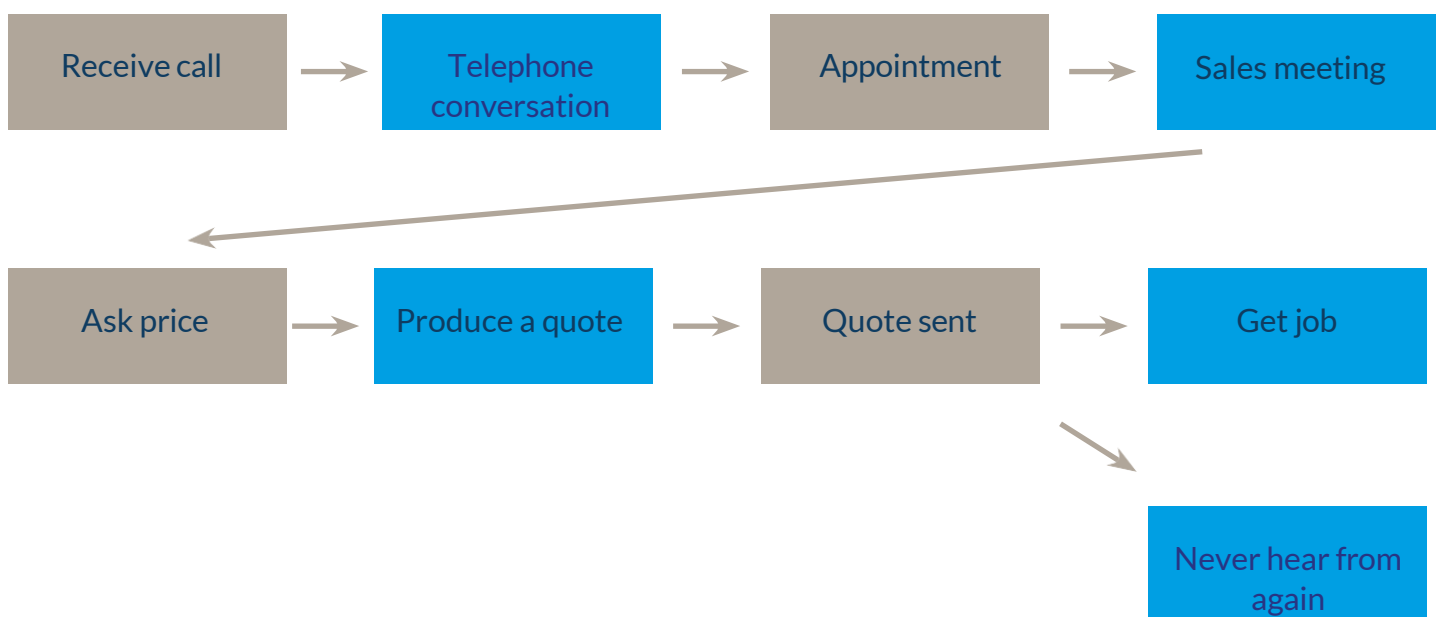 Receive call
Telephone
conversation
Appointment
Sales meeting
Ask price
Produce a quote
Quote sent
Get job
Never hear from
again